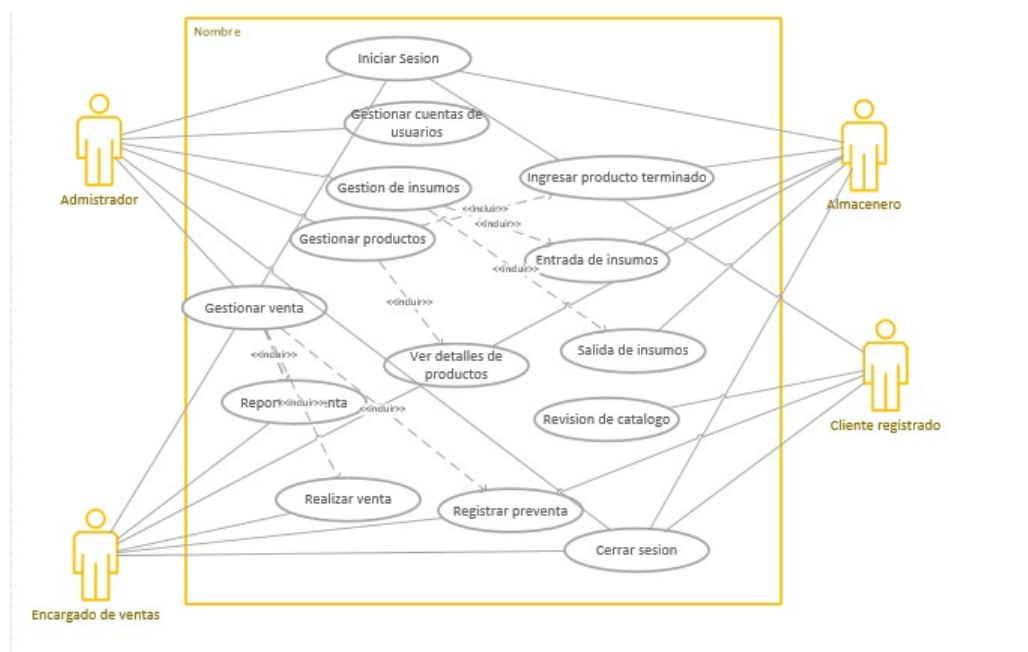 Nombre
Iniciar Sesion
Gestionar cuentas de
usuarios
Gestion de insumos
Ingresar producto terminado
Admistrador
Almacenero
<<incluir>>
<<incluir>>
Gestionar productos
Entrada de insumos
<<incluir>>
<<incluir>>
Gestionar venta
Salida de insumos
<<incluir>>
Ver detalles de
productos
<<incluir>>
<<incluir>>
Revision de catalogo
Cliente registrado
Realizar venta
Registrar preventa
Cerrar sesion
Encargado de ventas